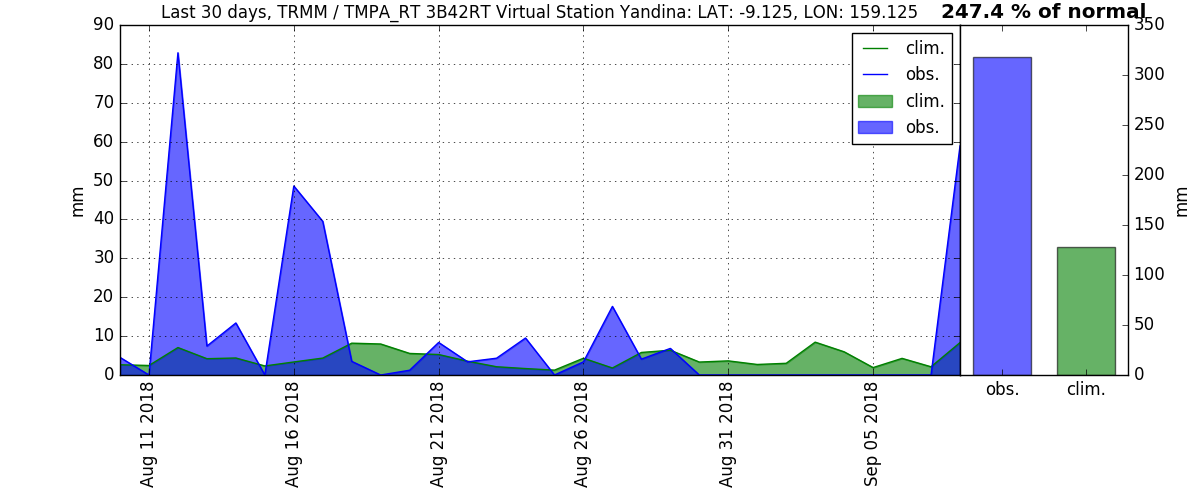 Last 30 days, TRMM / TMPA_RT 3B42RT Virtual Station Yandina: LAT: -9.125, LON: 159.125
247.4 % of normal
90
80
70
60
50
40
30
20
10
0
mm
clim.
obs.
clim.
obs.
350
300
250
200
150
100
50
0
mm
Aug 11 2018
Aug 16 2018
Aug 21 2018
Aug 26 2018
Aug 31 2018
Sep 05 2018
obs.
clim.